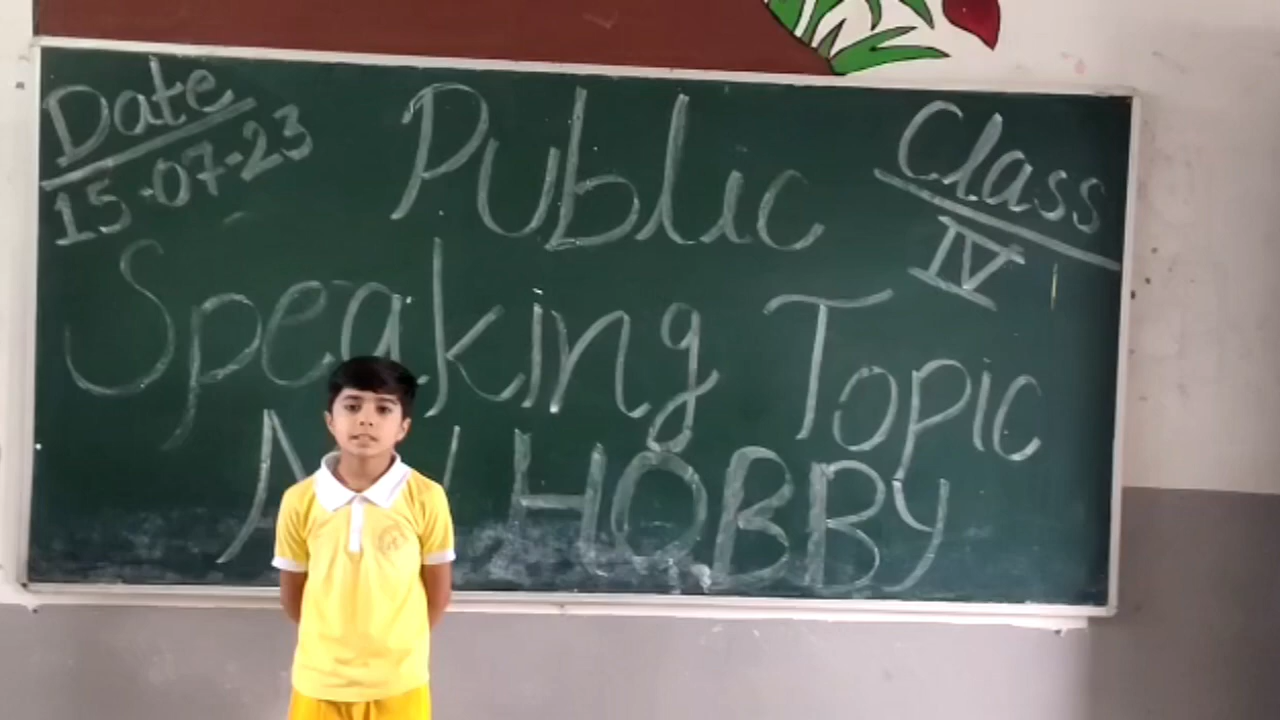 Date
15-07-23
Public
Class
IV
Speaking Topic
HOBBY